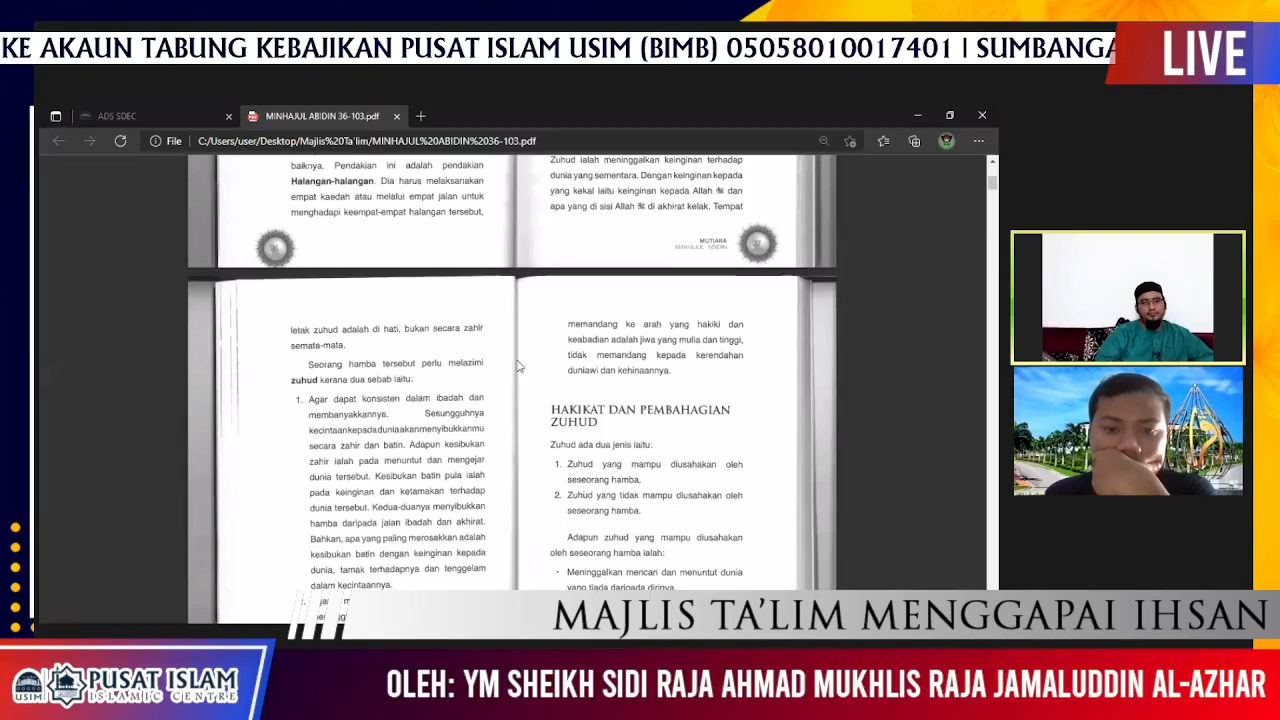 KE AKAUN TABUNG KEBAJIKAN PUSAT ISLAM USIM (BIMB) 05058010017401 | SUMBANGA
LIVE
ADS SDEC
MINHAJUL ABIDIN 36-103.pdf
File
C:/Users/user/Desktop/Majlis%20Ta'lim/MINHAJUL%20ABIDIN%2036-103.pdf
baiknya. Pendakian ini adalah pendakian
Halangan-halangan. Dia harus melaksanakan
empat kaedah atau melalui empat jalan untuk
menghadapi keempat-empat halangan tersebut,
Zuhud ialah meninggalkan keinginan terhadap
dunia yang sementara. Dengan keinginan kepada
yang kekal iaitu keinginan kepada Allah ﷻ dan
apa yang di sisi Allah ﷻ di akhirat kelak. Tempat
MUTIARA
MINHAJUL ABIDIN
37
letak zuhud adalah di hati, bukan secara zahir
semata-mata.
Seorang hamba tersebut perlu melazimi
zuhud kerana dua sebab iaitu:
1. Agar dapat konsisten dalam ibadah dan
membanyakkannya. Sesungguhnya
kecintaan kepada dunia akan menyibukkanmu
secara zahir dan batin. Adapun kesibukan
zahir ialah pada menuntut dan mengejar
dunia tersebut. Kesibukan batin pula ialah
pada keinginan dan ketamakan terhadap
dunia tersebut. Kedua-duanya menyibukkan
hamba daripada jalan ibadah dan akhirat.
Bahkan, apa yang paling merosakkan adalah
kesibukan batin dengan keinginan kepada
dunia, tamak terhadapnya dan tenggelam
dalam kecintaannya.
memandang ke arah yang hakiki dan
keabadian adalah jiwa yang mulia dan tinggi,
tidak memandang kepada kerendahan
duniawi dan kehinaannya.
HAKIKAT DAN PEMBAHAGIAN
ZUHUD
Zuhud ada dua jenis iaitu:
1. Zuhud yang mampu diusahakan oleh
seseorang hamba.
2. Zuhud yang tidak mampu diusahakan oleh
seseorang hamba.
Adapun zuhud yang mampu diusahakan
oleh seseorang hamba ialah:
• Meninggalkan mencari dan menuntut dunia
yang tiada daripada dirinya.
MAJLIS TA'LIM MENGGAPAI IHSAN
USIM
PUSAT ISLAM
ISLAMIC CENTRE
OLEH: YM SHEIKH SIDI RAJA AHMAD MUKHLIS RAJA JAMALUDDIN AL-AZHAR